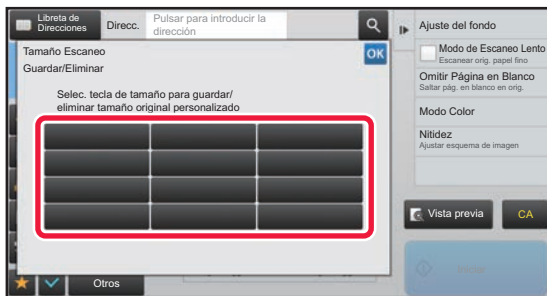 Libreta de
Direcciones
Direcc.
Pulsar para introducir la
dirección
Tamaño Escaneo
Guardar/Eliminar
OK
Selec. tecla de tamaño para guardar/
eliminar tamaño original personalizado
Otros
Ajuste del fondo
Modo de Escaneo Lento
Escanear orig. papel fino
Omitir Página en Blanco
Saltar pág. en blanco en orig.
Modo Color
Nitidez
Ajustar esquema de imagen
Vista previa
CA